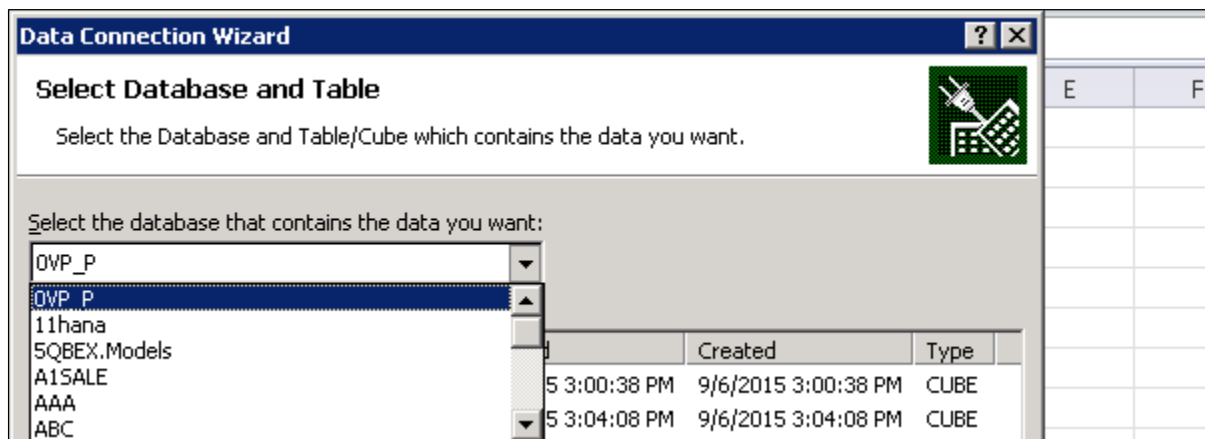 Data Connection Wizard
Select Database and Table
Select the Database and Table/Cube which contains the data you want.
E F
Select the database that contains the data you want:
0VP_P
0VP_P
11hana
5QBEX.Models
Created Type
A1SALE
5 3:00:38 PM 9/6/2015 3:00:38 PM CUBE
AAA
5 3:04:08 PM 9/6/2015 3:04:08 PM CUBE
ABC